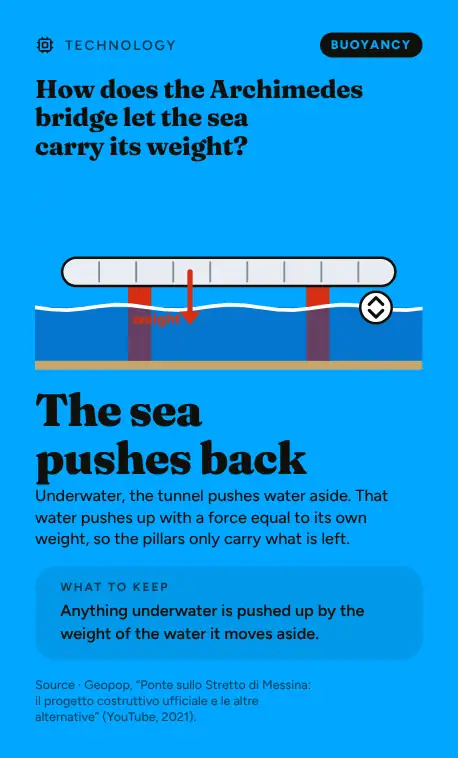 TECHNOLOGY
BUOYANCY
How does the Archimedes
bridge let the sea
carry its weight?
weight
The sea
pushes back
Underwater, the tunnel pushes water aside. That
water pushes up with a force equal to its own
weight, so the pillars only carry what is left.
WHAT TO KEEP
Anything underwater is pushed up by the
weight of the water it moves aside.
Source · Geopop, “Ponte sullo Stretto di Messina:
il progetto costruttivo ufficiale e le altre
alternative” (YouTube, 2021).